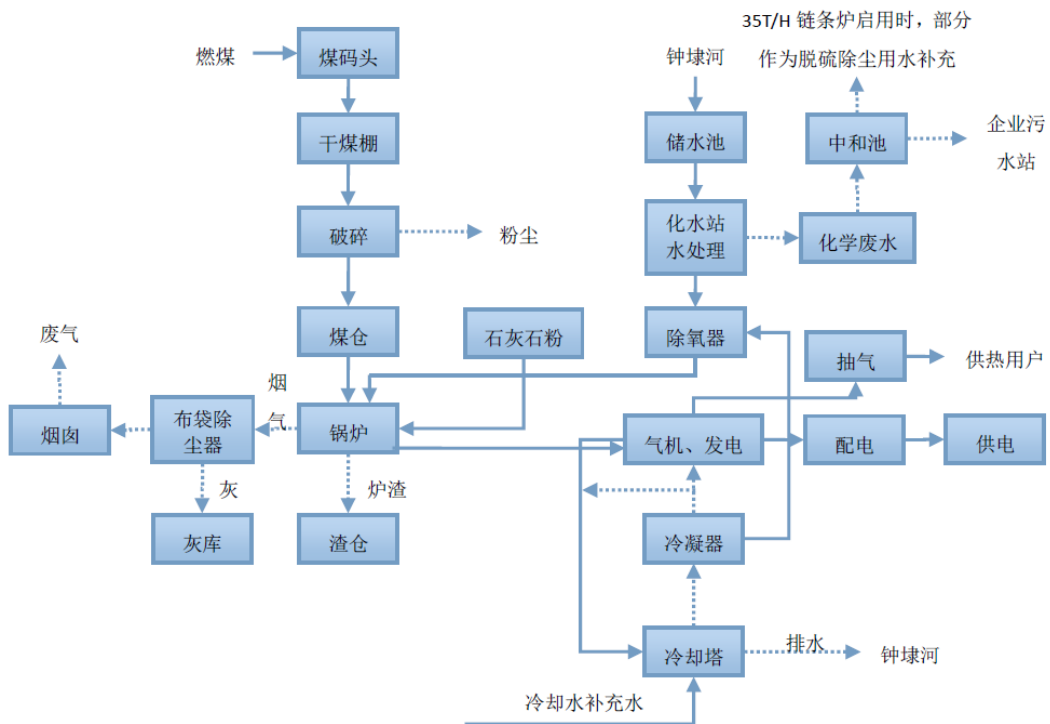 35T/H 链条炉启用时，部分
作为脱硫除尘用水补充
燃煤
煤码头
钟埭河
干煤棚
储水池
中和池
企业污
水站
破碎
粉尘
化水站
水处理
化学废水
煤仓
石灰石粉
除氧器
抽气
供热用户
废气
烟
气
烟囱
布袋除
尘器
锅炉
气机、发电
配电
供电
灰
炉渣
灰库
渣仓
冷凝器
冷却塔
排水
钟埭河
冷却水补充水